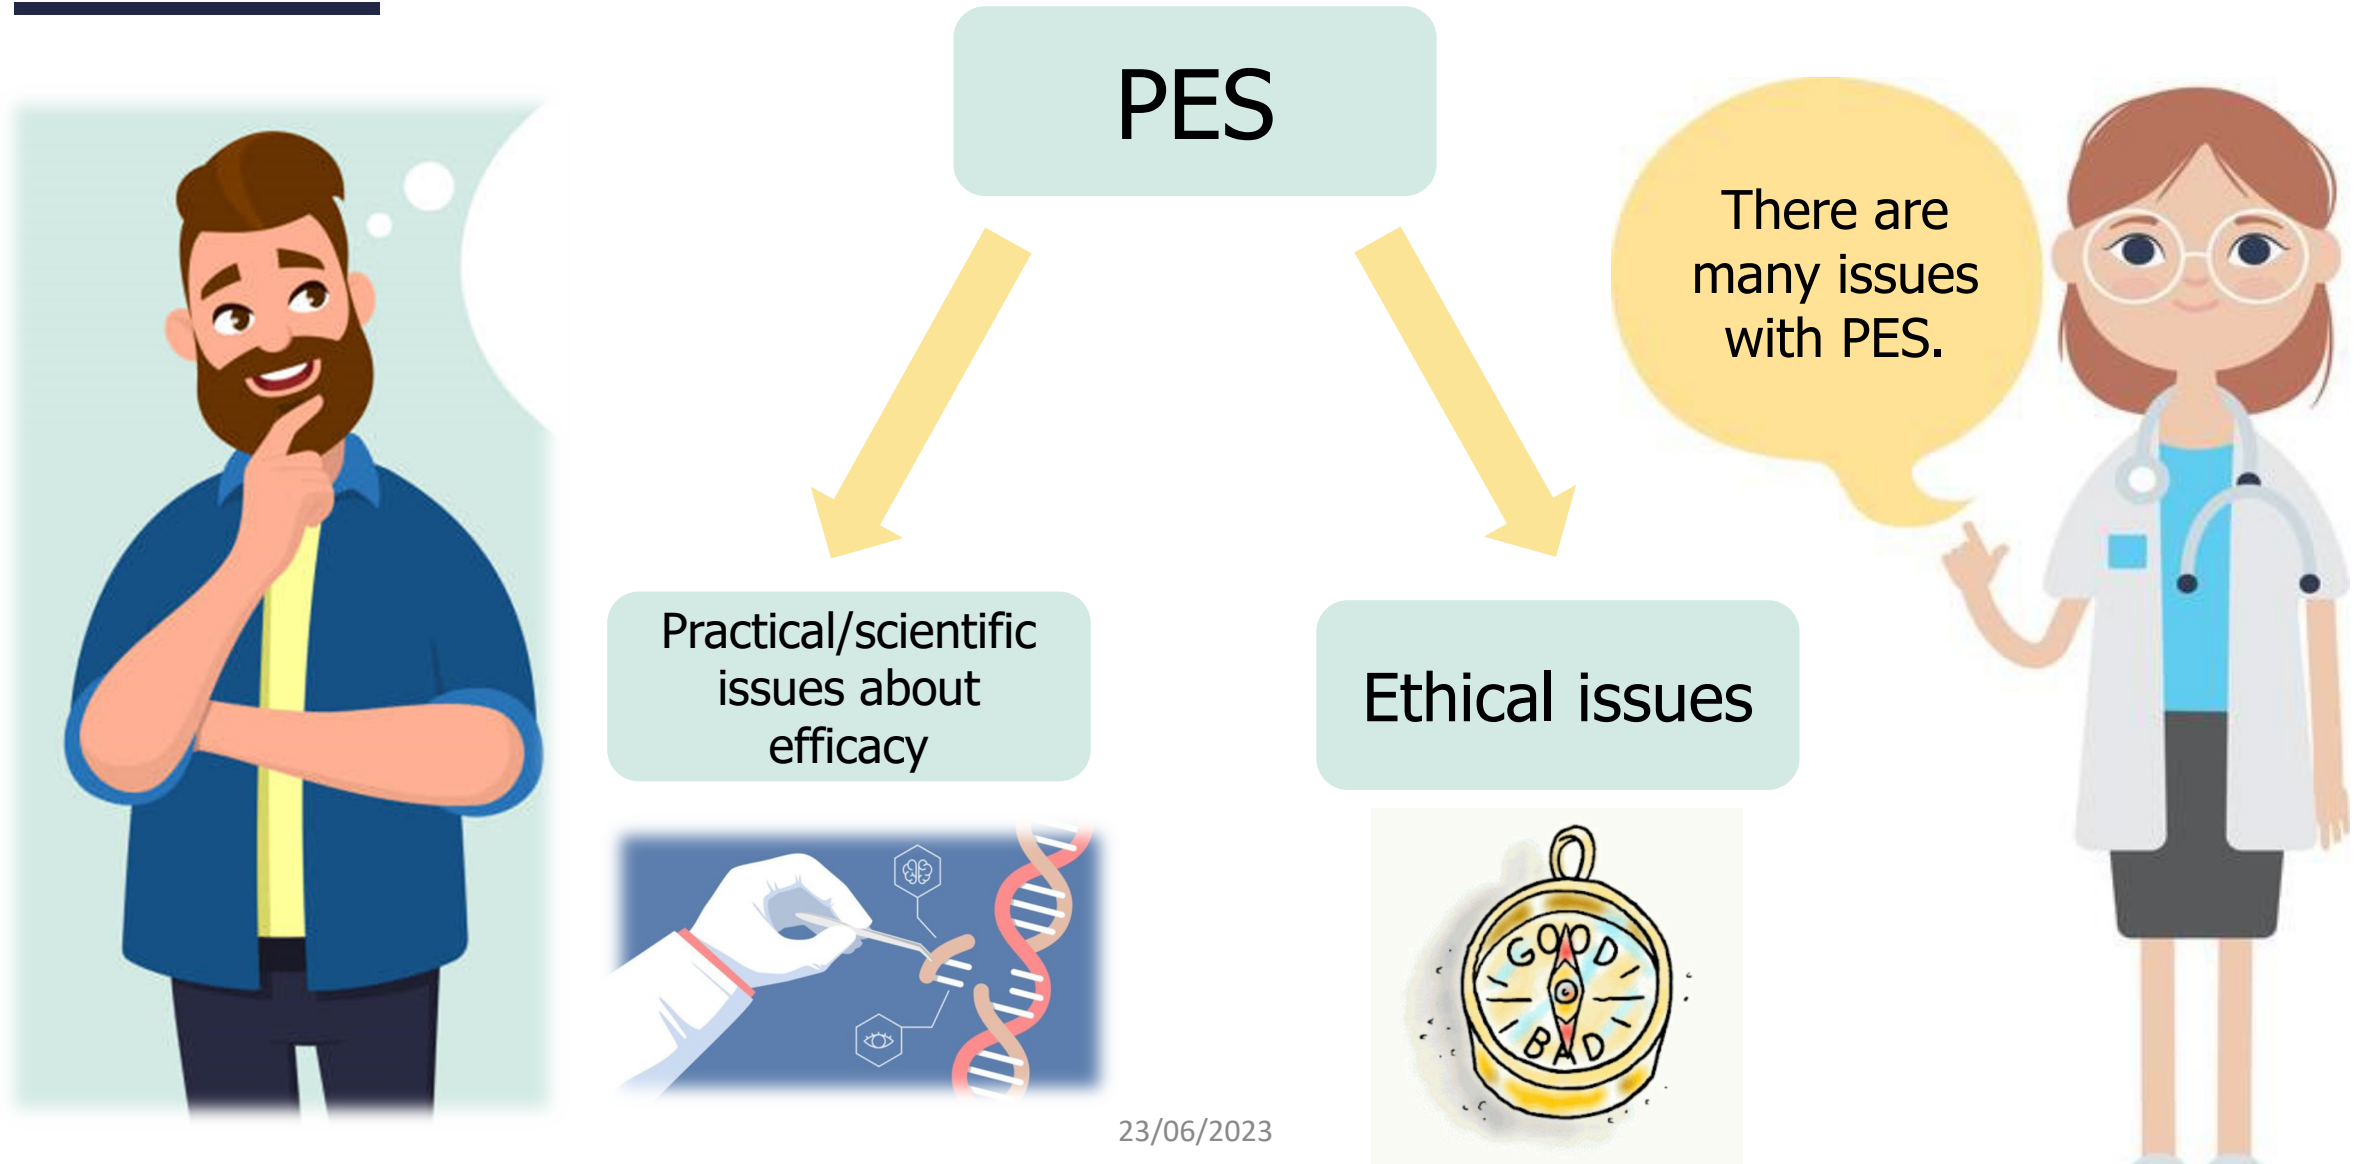 PES
There are
many issues
with PES.
Practical/scientific
issues about
efficacy
Ethical issues
GOOD
BAD
23/06/2023